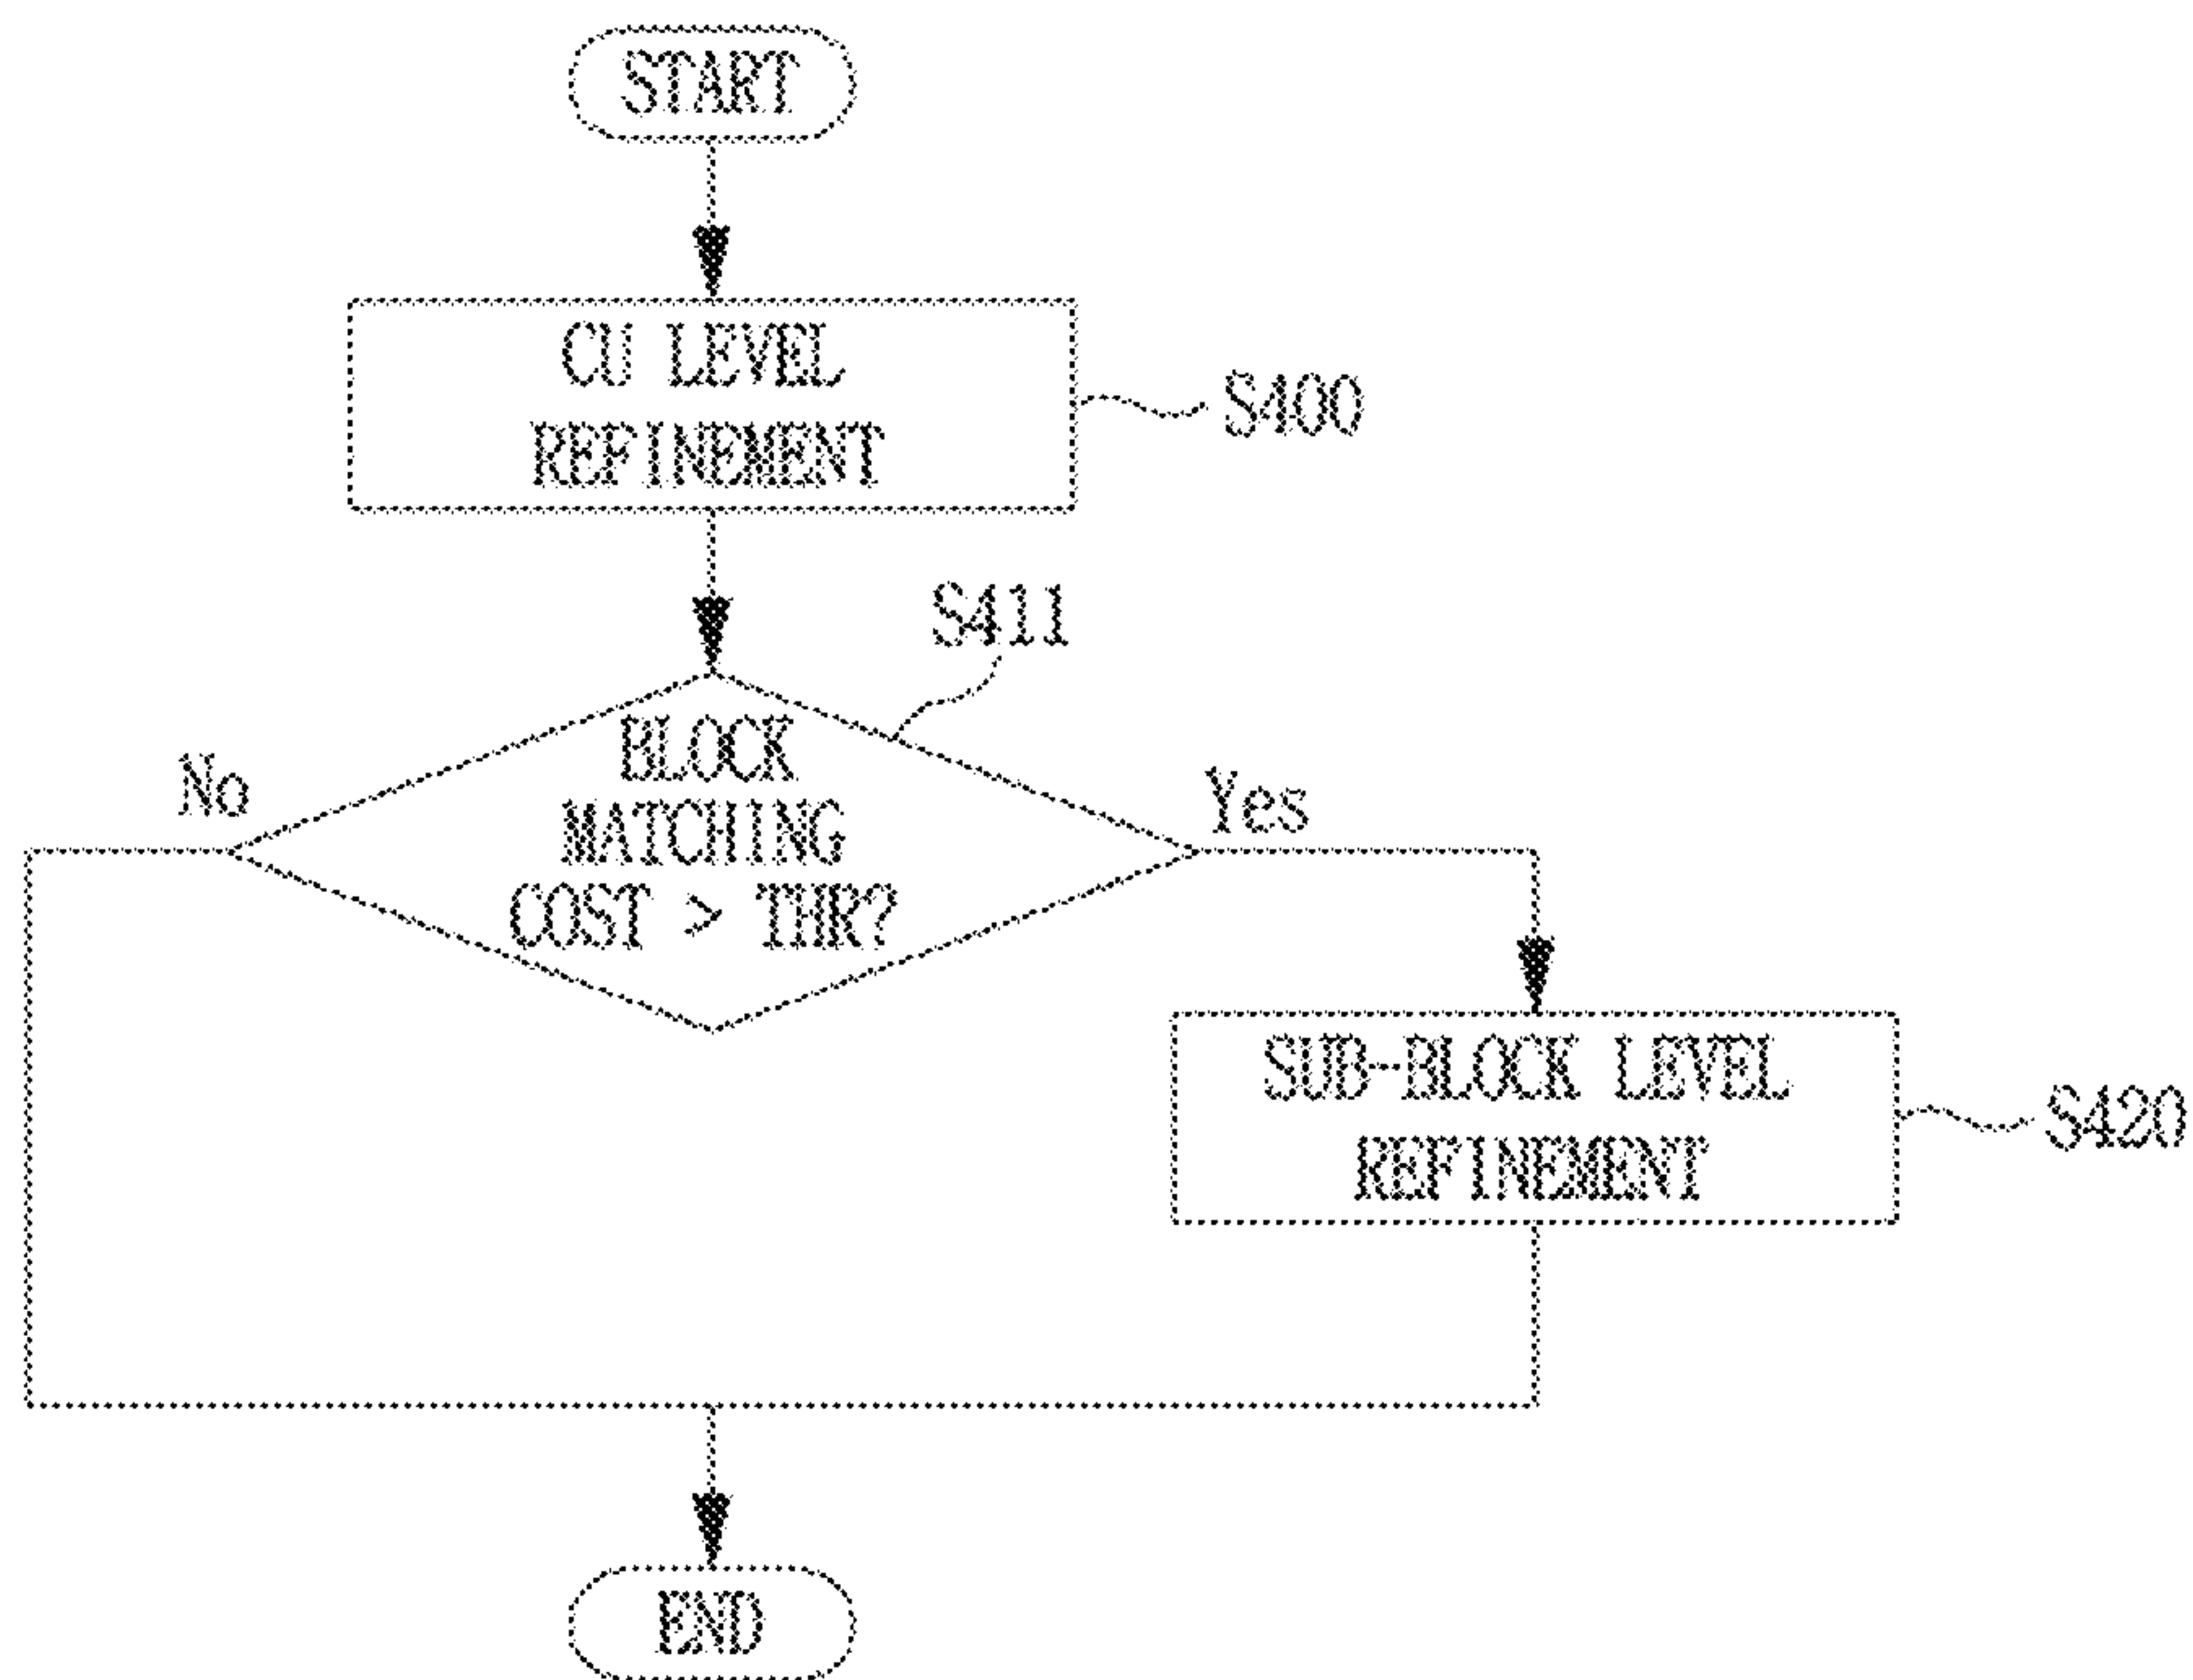 START
CU LEVEL
REFINEMENT
S400
S411
BLOCK
MATCHING
COST > THR?
No
Yes
SUB-BLOCK LEVEL
REFINEMENT
S420
END